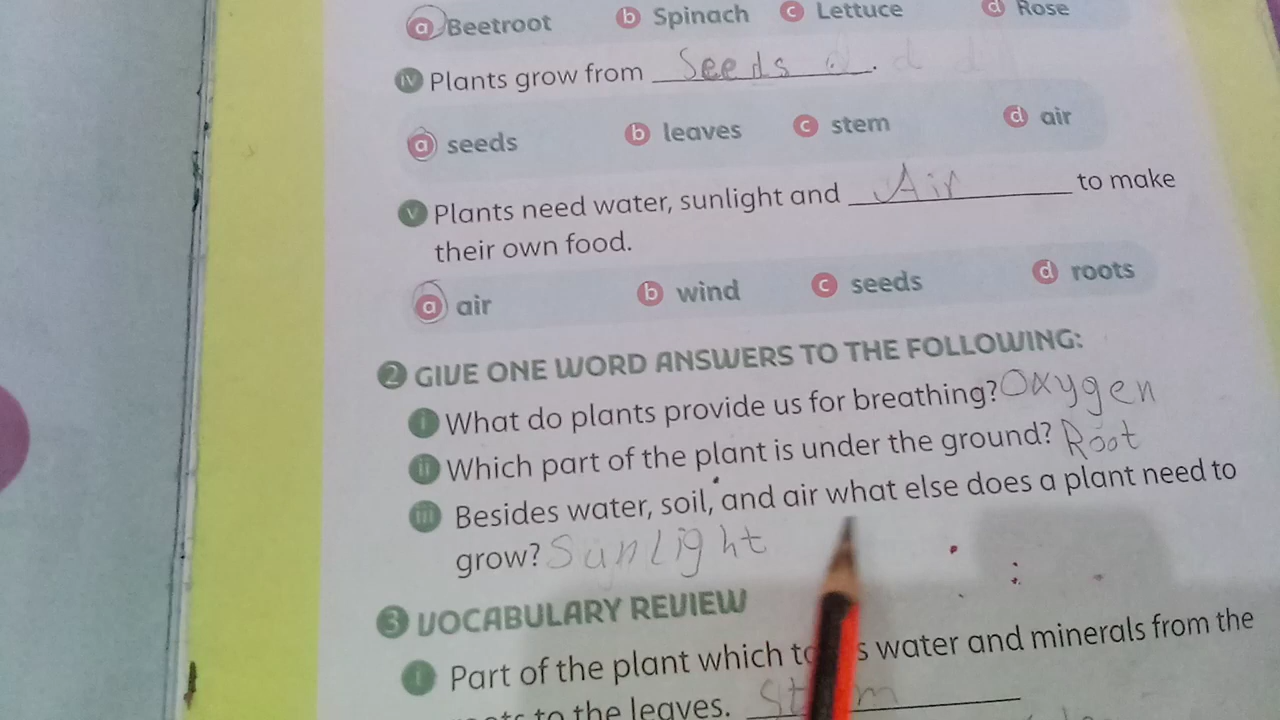 a Beetroot b Spinach c Lettuce d Rose
iv Plants grow from Seeds.
a seeds b leaves c stem d air
v Plants need water, sunlight and Air to make
their own food.
a air b wind c seeds d roots
2 GIVE ONE WORD ANSWERS TO THE FOLLOWING:
i What do plants provide us for breathing? Oxygen
ii Which part of the plant is under the ground? Root
iii Besides water, soil, and air what else does a plant need to
grow? Sunlight
3 VOCABULARY REVIEW
i Part of the plant which water and minerals from the
to the leaves.